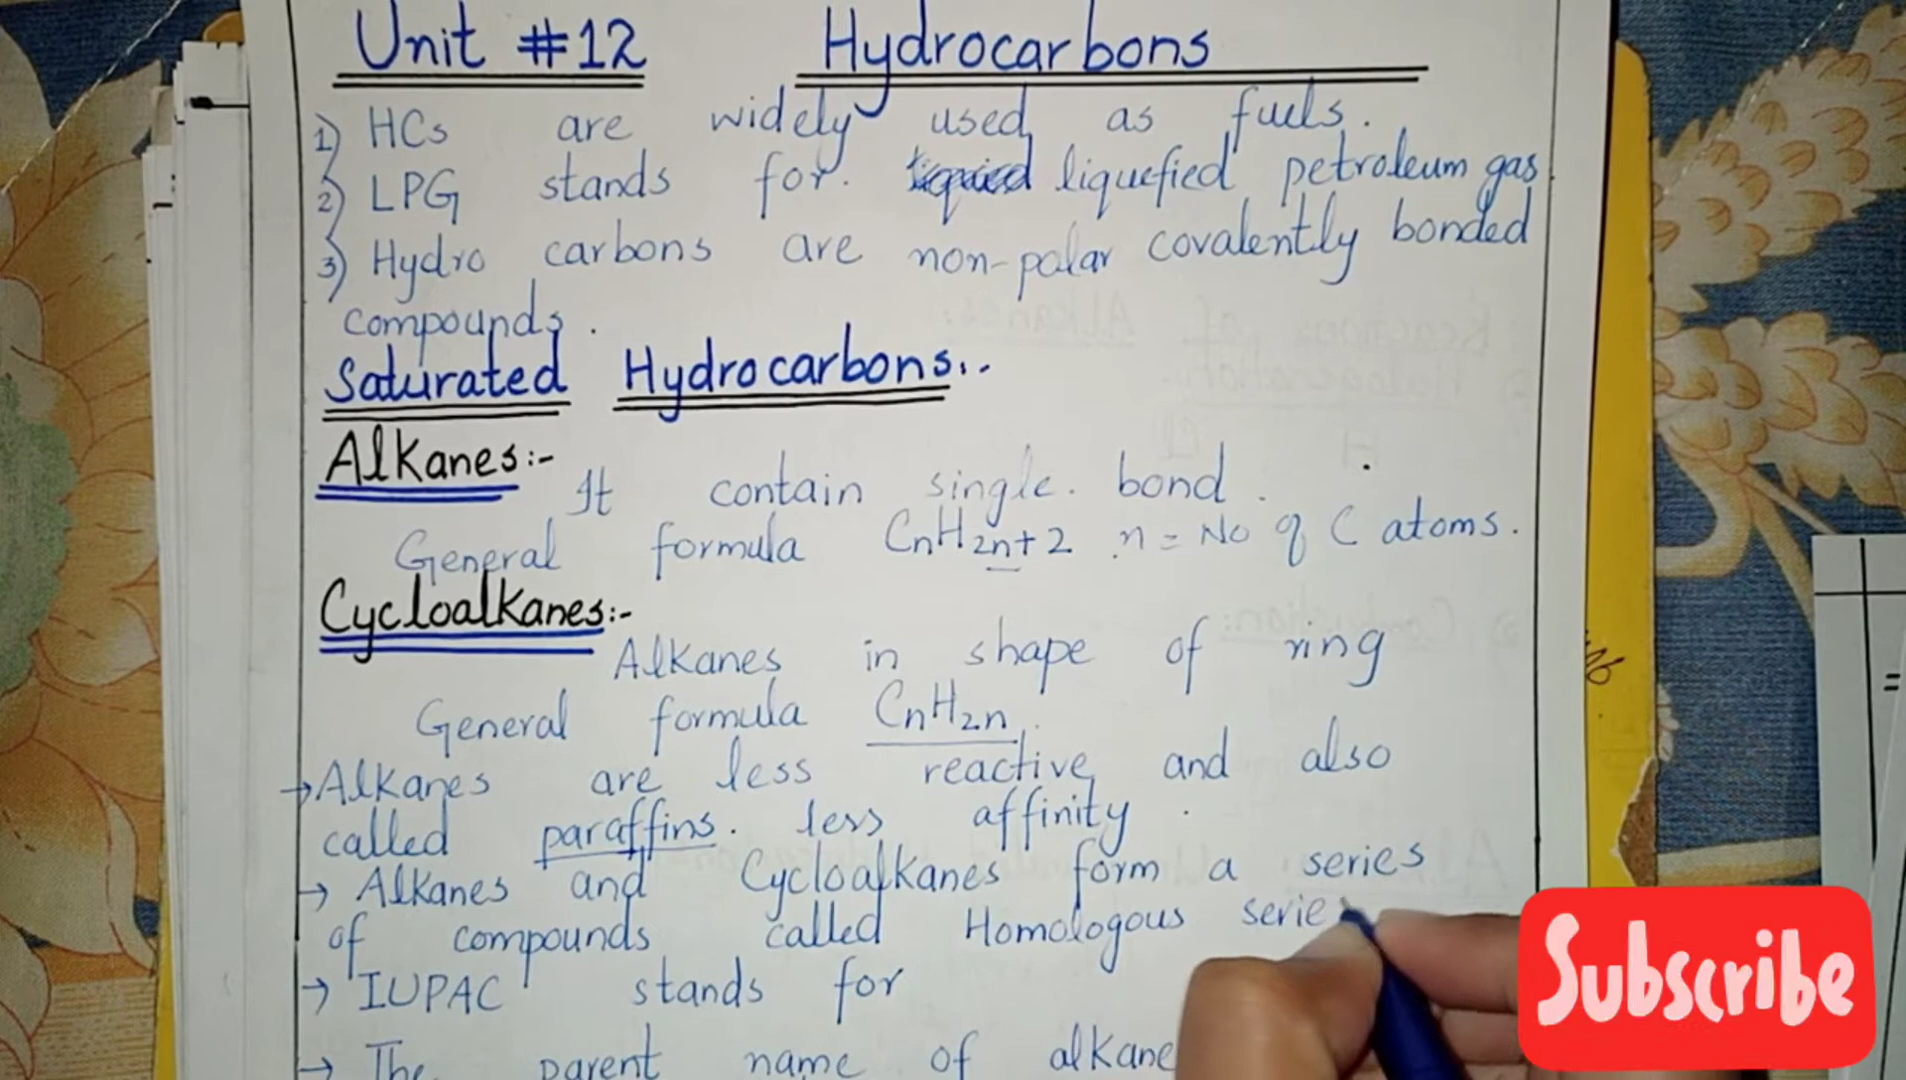 Unit #12 Hydrocarbons
1) HCs are widely used as fuels.
2) LPG stands for. liquid liquefied petroleum gas
3) Hydro carbons are non-polar covalently bonded
compounds.
Saturated Hydrocarbons:-
Alkanes:-
It contain single. bond.
General formula CnH2n+2 n = No of C atoms.
Cycloalkanes:-
Alkanes in shape of ring
General formula CnH2n.
→Alkanes are less reactive and also
called paraffins. less affinity.
→ Alkanes and Cycloalkanes form a series
of compounds called Homologous serie
→ IUPAC stands for
→ The parent name of alkane
Subscribe